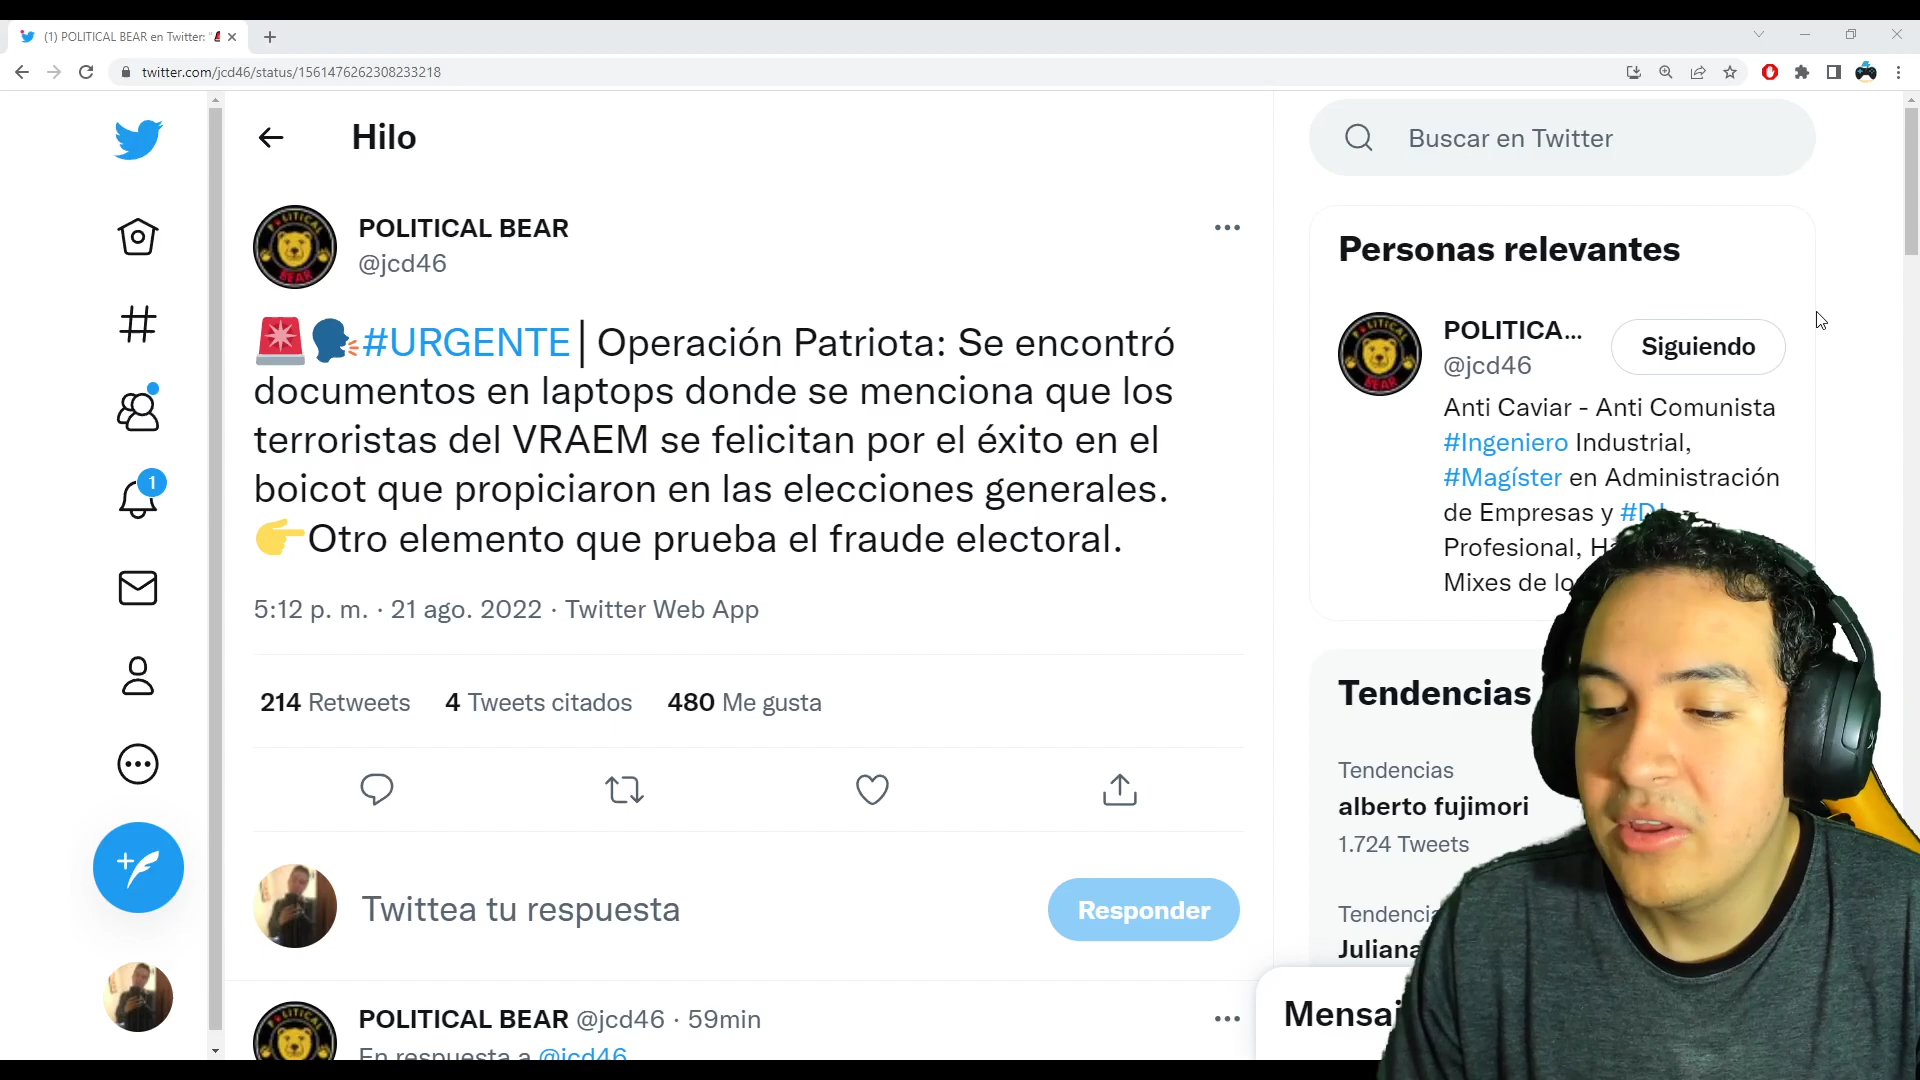 (1) POLITICAL BEAR en Twitter: "
twitter.com/jcd46/status/1561476262308233218
Hilo
Buscar en Twitter
POLITICAL BEAR
@jcd46
#URGENTE│Operación Patriota: Se encontró
documentos en laptops donde se menciona que los
terroristas del VRAEM se felicitan por el éxito en el
boicot que propiciaron en las elecciones generales.
👉Otro elemento que prueba el fraude electoral.
5:12 p. m. · 21 ago. 2022 · Twitter Web App
214 Retweets 4 Tweets citados 480 Me gusta
Twittea tu respuesta
Responder
POLITICAL BEAR @jcd46 · 59min
En respuesta a @jcd46
1
Personas relevantes
POLITICA...
@jcd46
Siguiendo
Anti Caviar - Anti Comunista
#Ingeniero Industrial,
#Magíster en Administración
de Empresas y
Profesional,
Mixes de
Tendencias
Tendencias
alberto fujimori
1.724 Tweets
Juliana
POLITICAL
BEAR